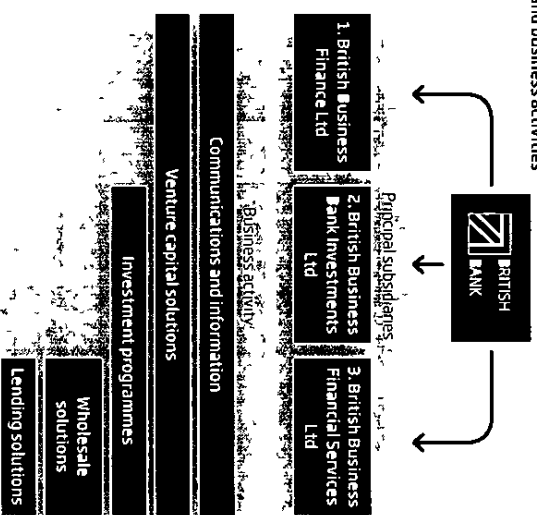 and business activities
BRITISH
BANK
Principal subsidiaries
1. British Business
Finance Ltd
2. British Business
Bank Investments
Ltd
3. British Business
Financial Services
Ltd
Business activity
Communications and information
Venture capital solutions
Investment programmes
Wholesale
solutions
Lending solutions